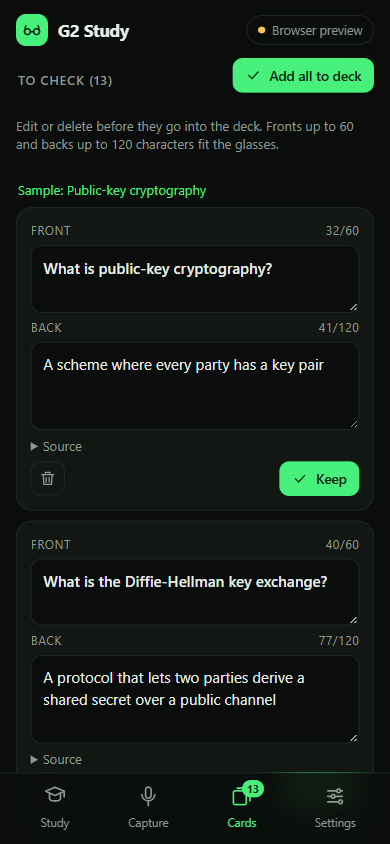 G2 Study
Browser preview
TO CHECK (13)
Add all to deck
Edit or delete before they go into the deck. Fronts up to 60
and backs up to 120 characters fit the glasses.
Sample: Public-key cryptography
FRONT 32/60
What is public-key cryptography?
BACK 41/120
A scheme where every party has a key pair
Source
Keep
FRONT 40/60
What is the Diffie-Hellman key exchange?
BACK 77/120
A protocol that lets two parties derive a
shared secret over a public channel
Source
13
Study Capture Cards Settings